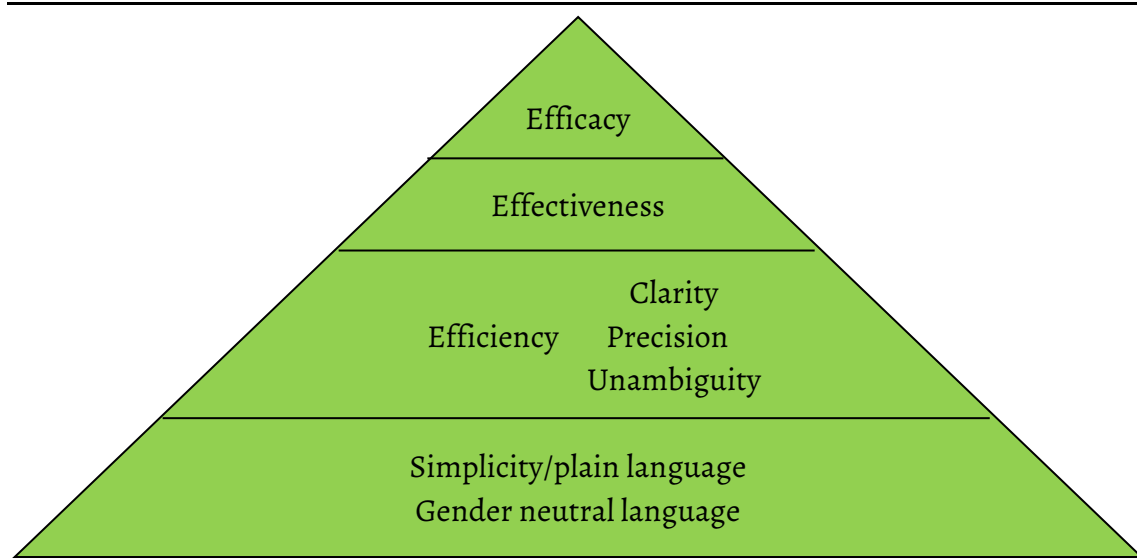 Efficacy
Effectiveness
Clarity
Efficiency Precision
Unambiguity
Simplicity/plain language
Gender neutral language